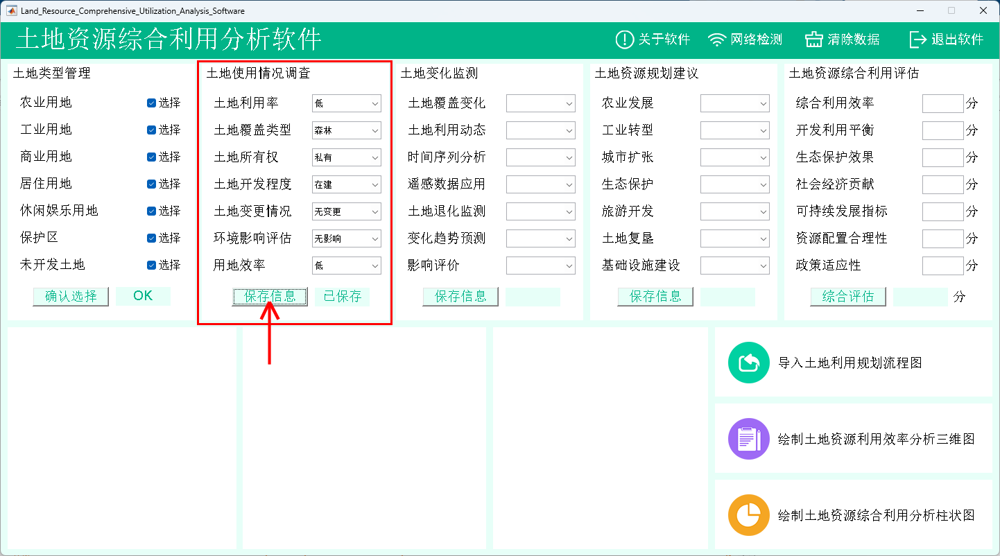 Land_Resource_Comprehensive_Utilization_Analysis_Software
土地资源综合利用分析软件
关于软件
网络检测
清除数据
退出软件
土地类型管理
农业用地 选择
工业用地 选择
商业用地 选择
居住用地 选择
休闲娱乐用地 选择
保护区 选择
未开发土地 选择
确认选择 OK
土地使用情况调查
土地利用率 低
土地覆盖类型 森林
土地所有权 私有
土地开发程度 在建
土地变更情况 无变更
环境影响评估 无影响
用地效率 低
保存信息 已保存
土地变化监测
土地覆盖变化
土地利用动态
时间序列分析
遥感数据应用
土地退化监测
变化趋势预测
影响评价
保存信息
土地资源规划建议
农业发展
工业转型
城市扩张
生态保护
旅游开发
土地复垦
基础设施建设
保存信息
土地资源综合利用评估
综合利用效率 分
开发利用平衡 分
生态保护效果 分
社会经济贡献 分
可持续发展指标 分
资源配置合理性 分
政策适应性 分
综合评估 分
导入土地利用规划流程图
绘制土地资源利用效率分析三维图
绘制土地资源综合利用分析柱状图